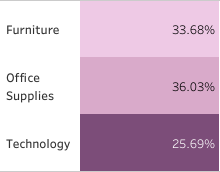 Furniture 33.68%
Office
Supplies 36.03%
Technology 25.69%